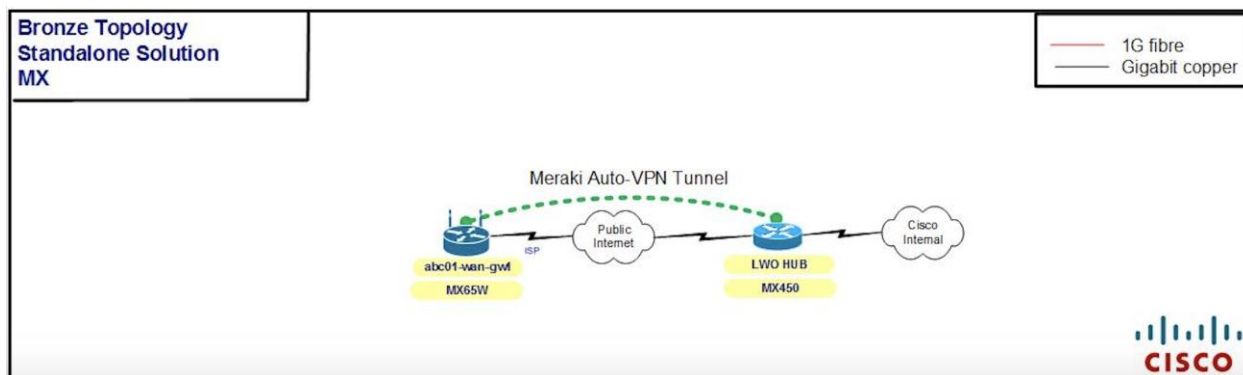 Bronze Topology
Standalone Solution
MX
1G fibre
Gigabit copper
Meraki Auto-VPN Tunnel
Public
Internet
Cisco
Internal
ISP
abc01-wan-gw1
LWO HUB
MX65W
MX450
CISCO